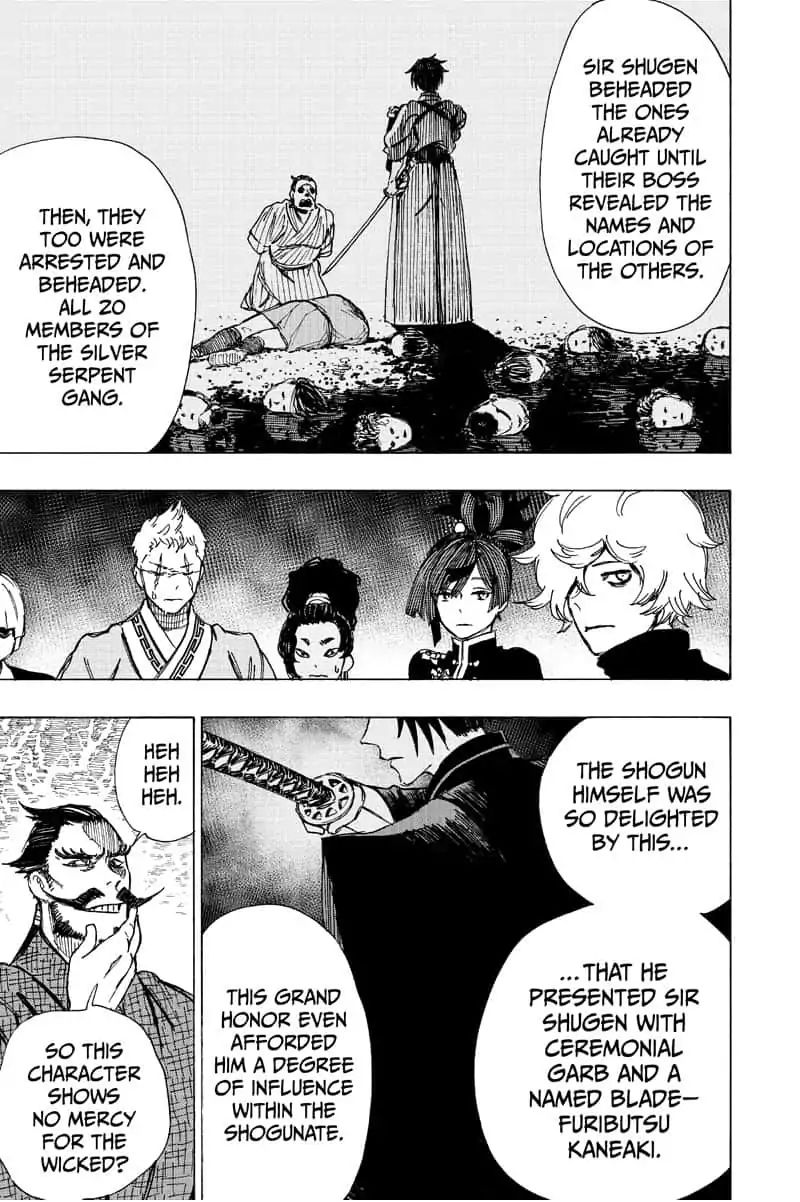 SIR SHUGEN
BEHEADED
THE ONES
ALREADY
CAUGHT UNTIL
THEIR BOSS
REVEALED THE
NAMES AND
LOCATIONS OF
THE OTHERS.
THEN, THEY
TOO WERE
ARRESTED AND
BEHEADED.
ALL 20
MEMBERS OF
THE SILVER
SERPENT
GANG.
THE SHOGUN
HIMSELF WAS
SO DELIGHTED
BY THIS...
...THAT HE
PRESENTED SIR
SHUGEN WITH
CEREMONIAL
GARB AND A
NAMED BLADE—
FURIBUTSU
KANEAKI.
THIS GRAND
HONOR EVEN
AFFORDED
HIM A DEGREE
OF INFLUENCE
WITHIN THE
SHOGUNATE.
HEH
HEH
HEH.
SO THIS
CHARACTER
SHOWS
NO MERCY
FOR THE
WICKED?